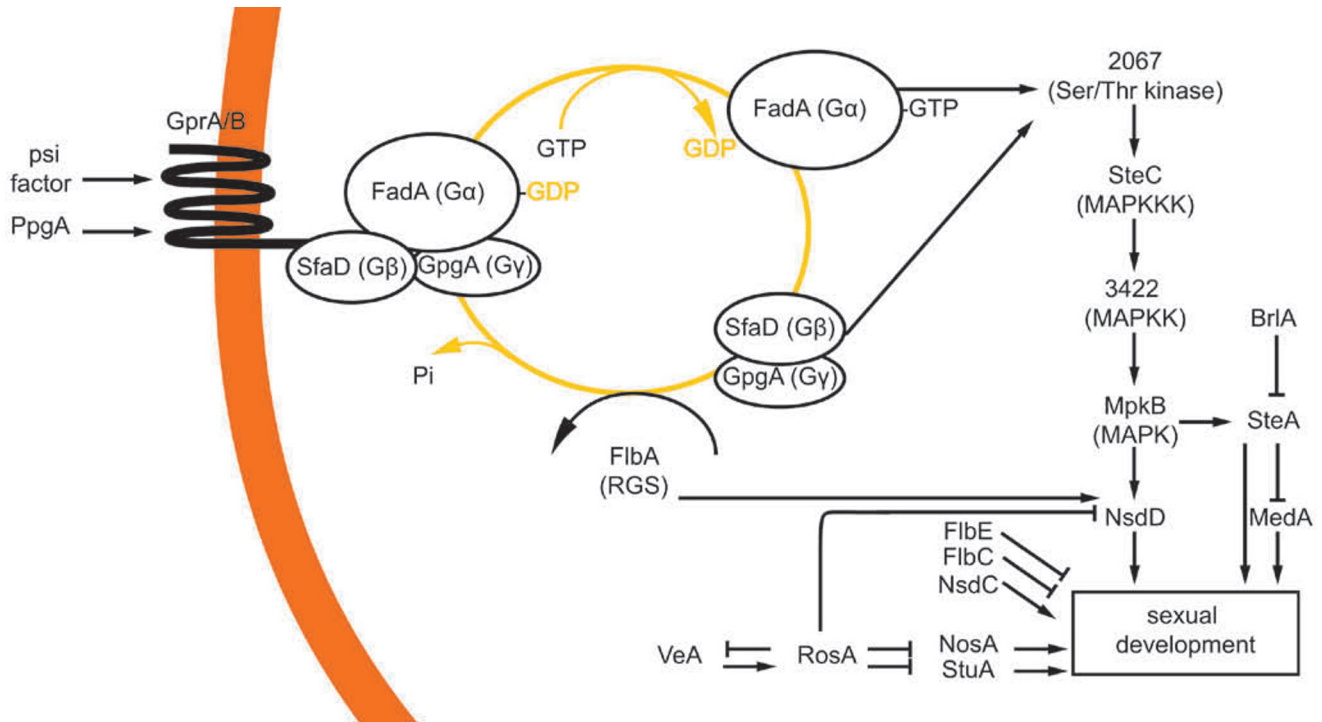 GprA/B
psi
factor
PpgA
FadA (Gα)
GDP
SfaD (Gβ)
GpgA (Gγ)
GTP
GDP
FadA (Gα)
GTP
SfaD (Gβ)
GpgA (Gγ)
Pi
FlbA
(RGS)
2067
(Ser/Thr kinase)
SteC
(MAPKKK)
3422
(MAPKK)
BrlA
MpkB
(MAPK)
SteA
NsdD
MedA
FlbE
FlbC
NsdC
VeA
RosA
NosA
StuA
sexual
development